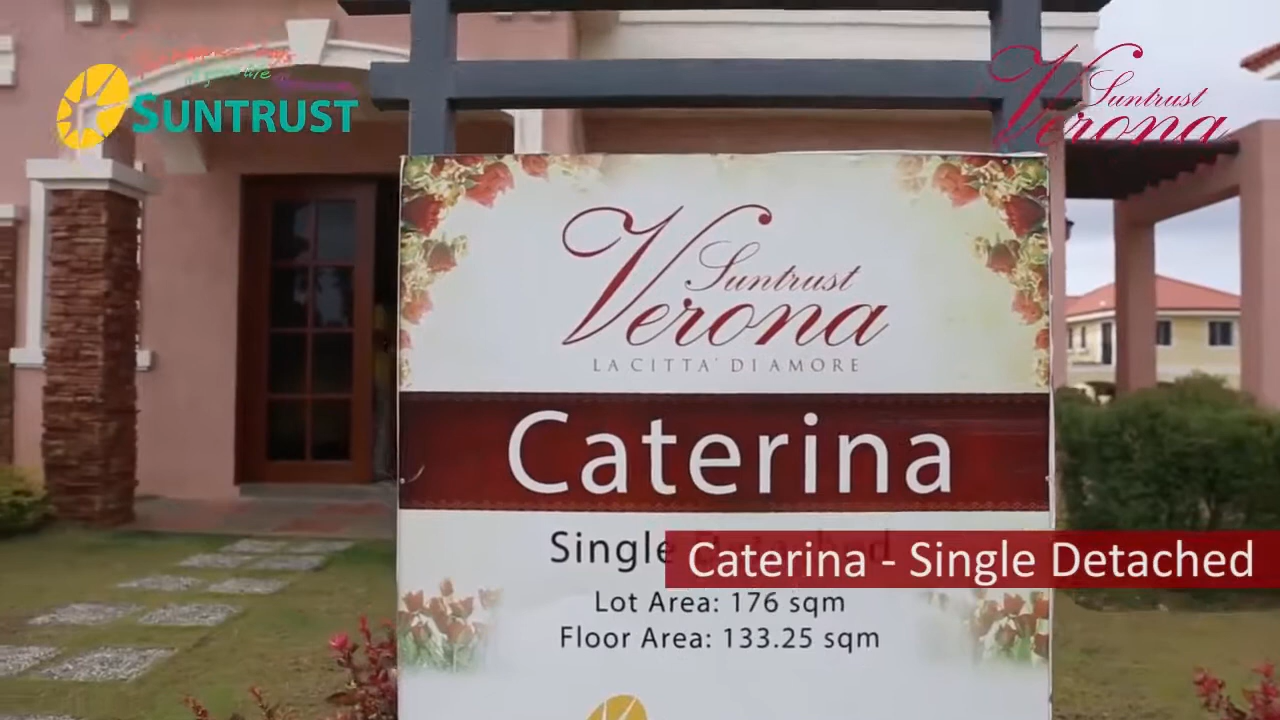 SUNTRUST
Suntrust
Verona
Suntrust
Verona
LA CITTA' DI AMORE
Caterina
Single
Caterina - Single Detached
Lot Area: 176 sqm
Floor Area: 133.25 sqm